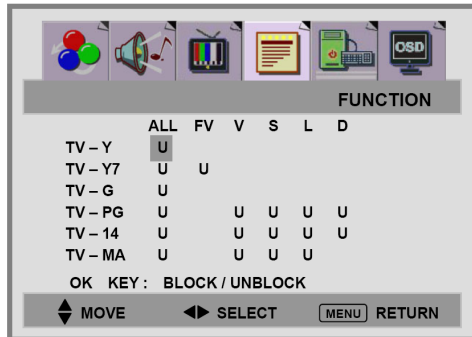 OSD
FUNCTION
ALL FV V S L D
TV – Y U
TV – Y7 U U
TV – G U
TV – PG U U U U U
TV – 14 U U U U U
TV – MA U U U U
OK KEY : BLOCK / UNBLOCK
MOVE SELECT MENU RETURN